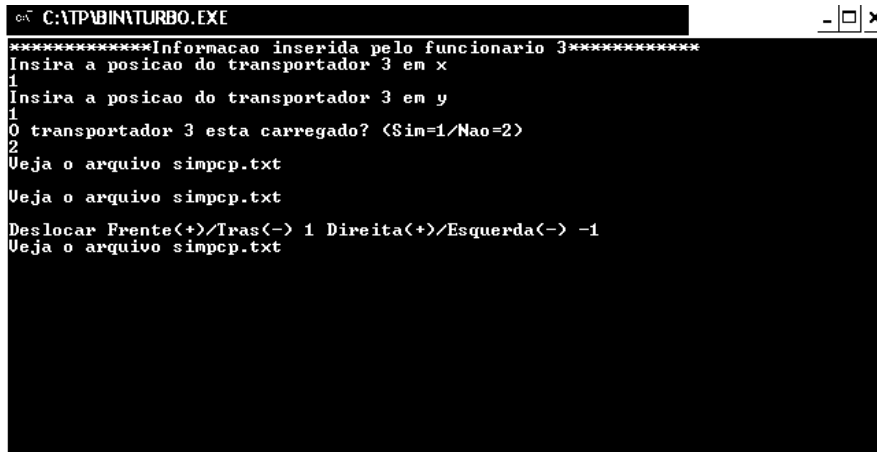 C:\TP\BIN\TURBO.EXE
*************Informacao inserida pelo funcionario 3************
Insira a posicao do transportador 3 em x
1
Insira a posicao do transportador 3 em y
1
O transportador 3 esta carregado? (Sim=1/Nao=2)
2
Veja o arquivo simpcp.txt
Veja o arquivo simpcp.txt
Deslocar Frente(+)/Tras(-) 1 Direita(+)/Esquerda(-) -1
Veja o arquivo simpcp.txt